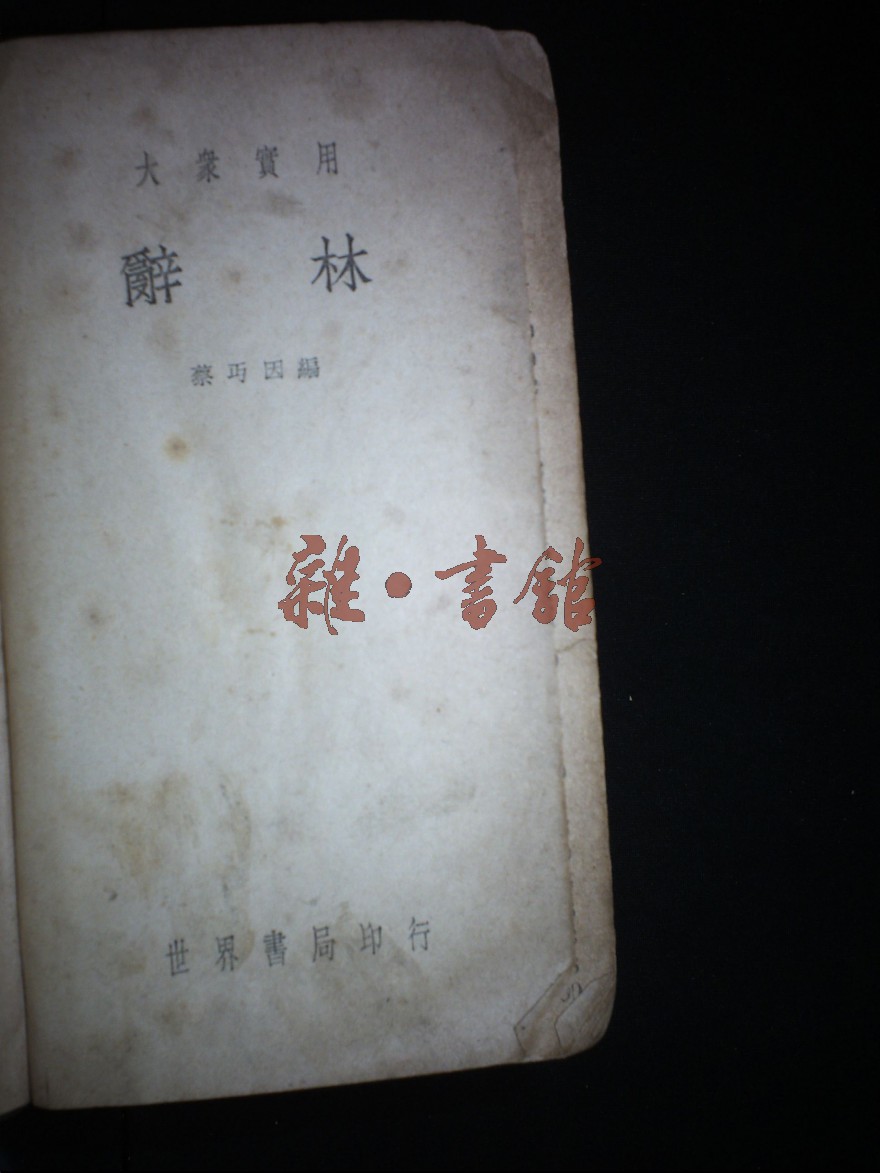 大衆實用
辭林
蔡丏因編
雜•書館
世界書局印行